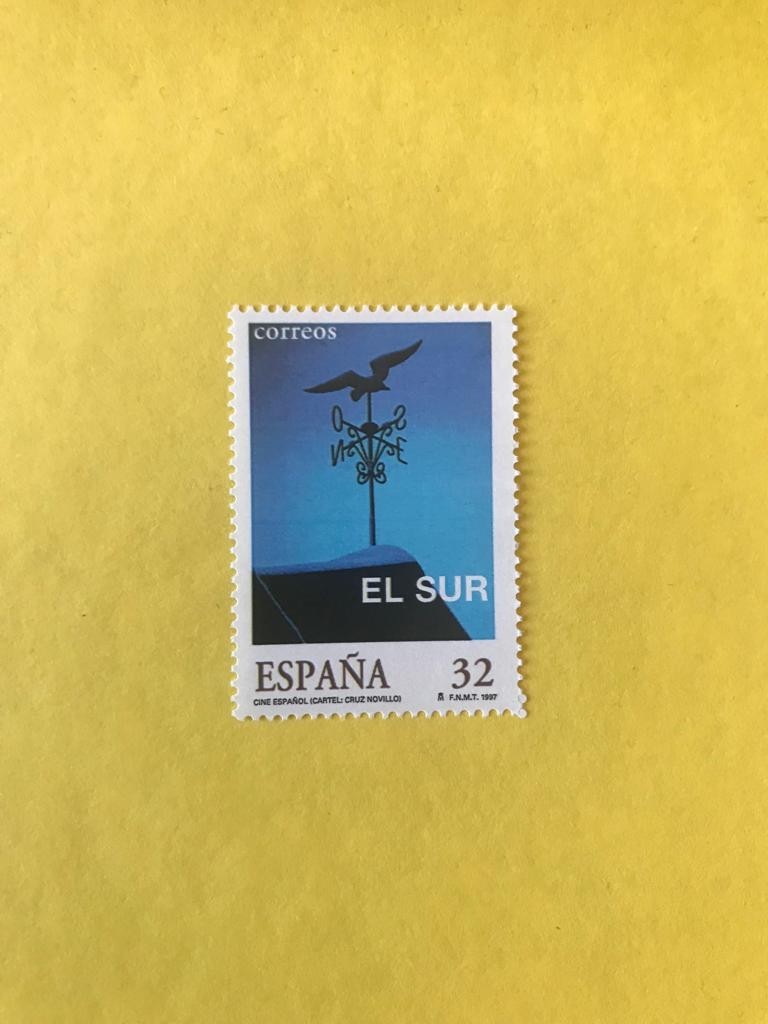 correos
O S
N E
EL SUR
ESPAÑA 32
CINE ESPAÑOL (CARTEL: CRUZ NOVILLO) F.N.M.T. 1997